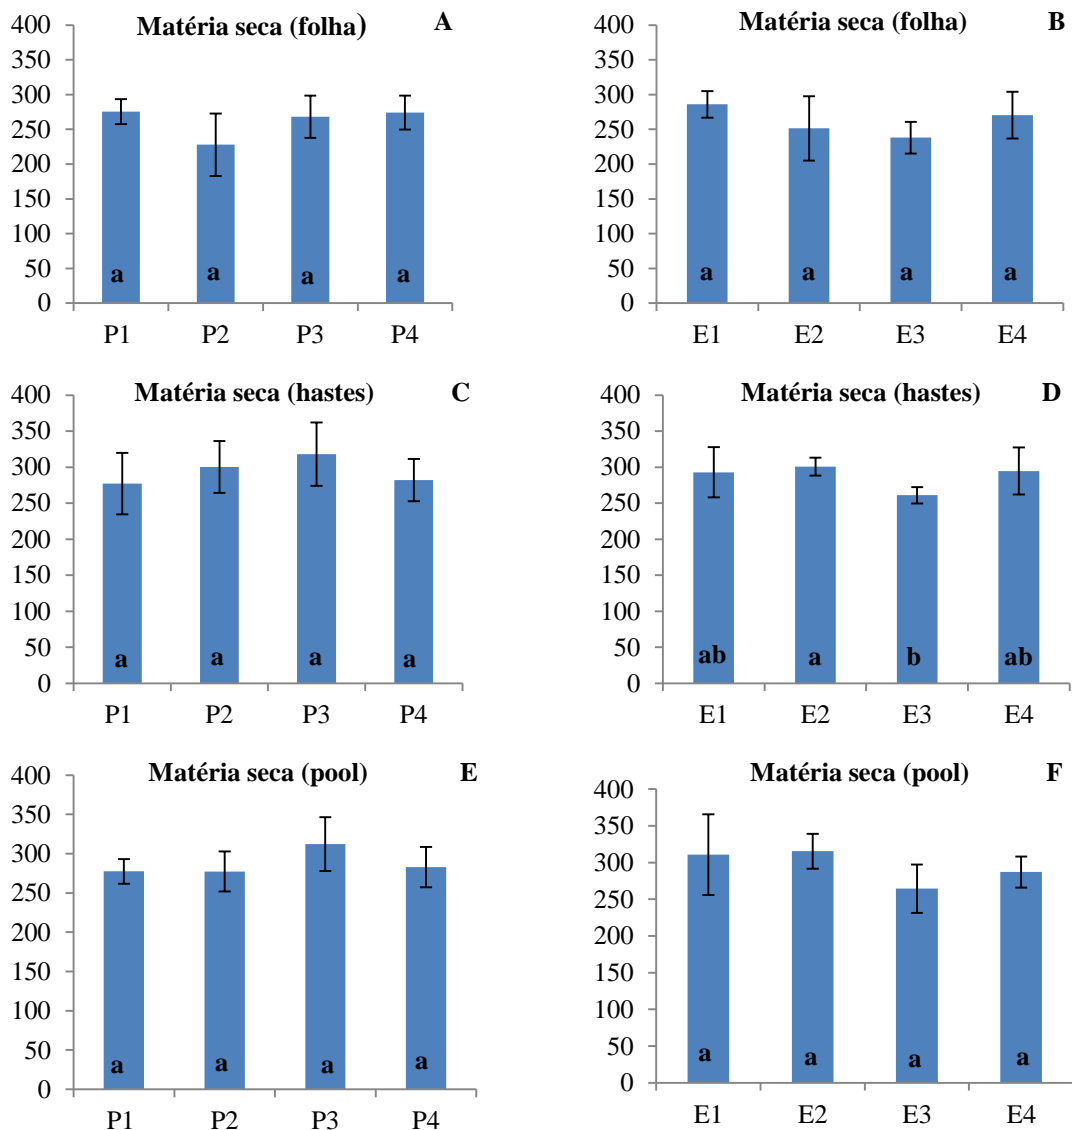 Matéria seca (folha)
A
400
350
300
250
200
150
100
50
0
a
a
a
a
P1
P2
P3
P4
Matéria seca (folha)
B
400
350
300
250
200
150
100
50
0
a
a
a
a
E1
E2
E3
E4
Matéria seca (hastes)
C
400
350
300
250
200
150
100
50
0
a
a
a
a
P1
P2
P3
P4
Matéria seca (hastes)
D
400
350
300
250
200
150
100
50
0
ab
a
b
ab
E1
E2
E3
E4
Matéria seca (pool)
E
400
350
300
250
200
150
100
50
0
a
a
a
a
P1
P2
P3
P4
Matéria seca (pool)
F
400
350
300
250
200
150
100
50
0
a
a
a
a
E1
E2
E3
E4